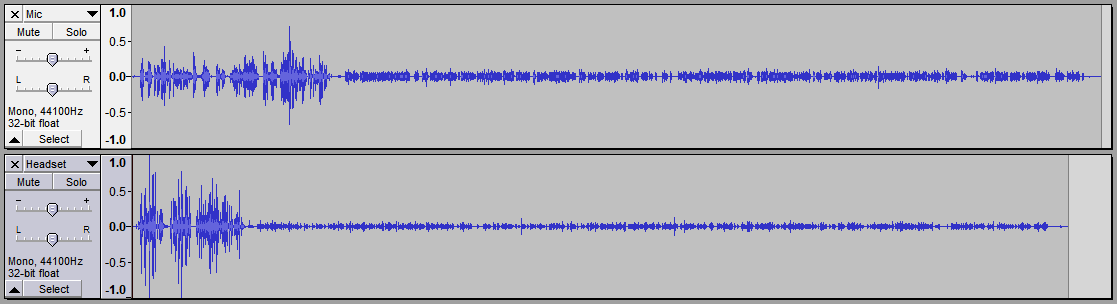 Mic
Mute Solo
- +
L R
Mono, 44100Hz
32-bit float
Select
1.0
0.5
0.0
-0.5
-1.0
Headset
Mute Solo
- +
L R
Mono, 44100Hz
32-bit float
Select
1.0
0.5
0.0
-0.5
-1.0